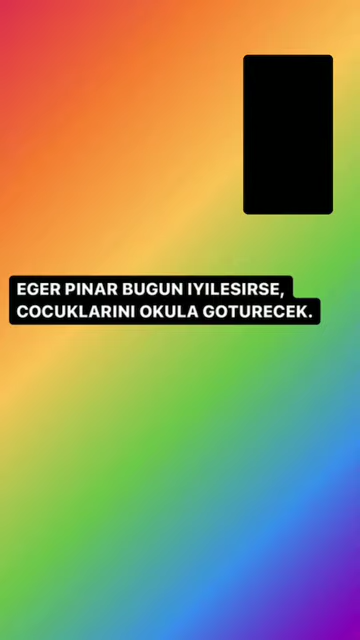 EGER PINAR BUGUN IYILESIRSE,
COCUKLARINI OKULA GOTURECEK.